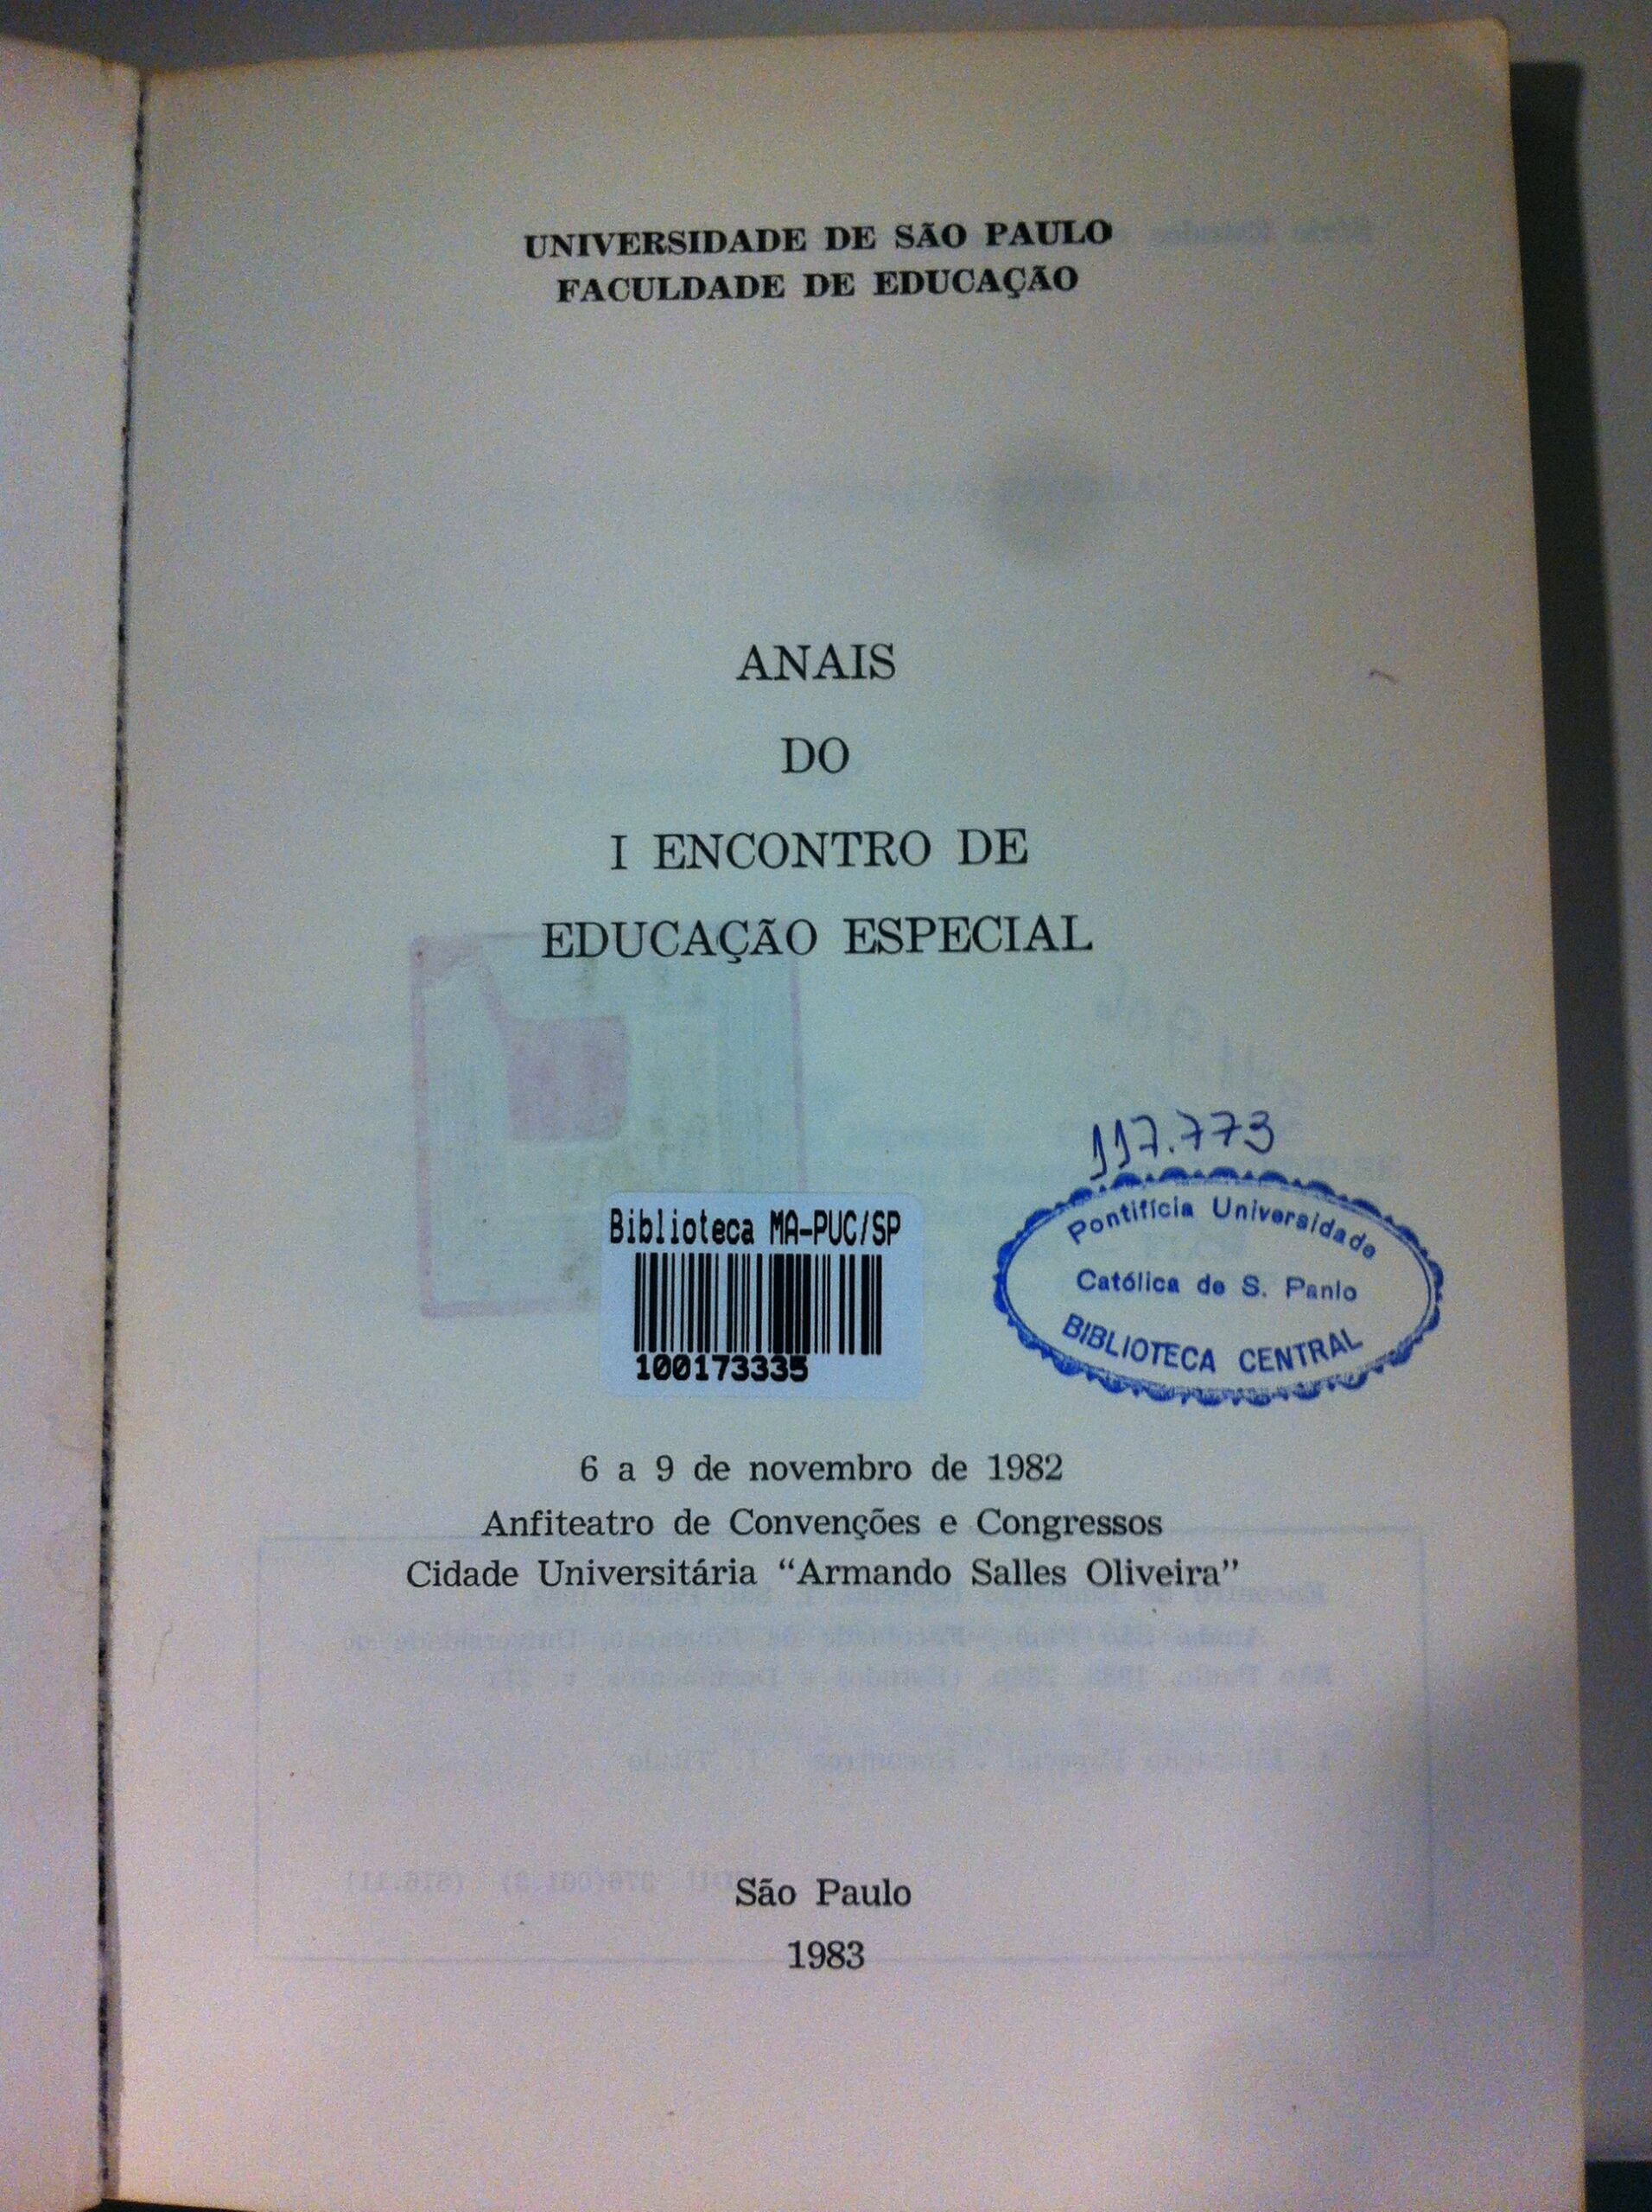 UNIVERSIDADE DE SÃO PAULO
FACULDADE DE EDUCAÇÃO
ANAIS
DO
I ENCONTRO DE
EDUCAÇÃO ESPECIAL
117.773
Biblioteca MA-PUC/SP
100173335
Pontifícia Universidade
Católica de S. Panlo
BIBLIOTECA CENTRAL
6 a 9 de novembro de 1982
Anfiteatro de Convenções e Congressos
Cidade Universitária “Armando Salles Oliveira”
São Paulo
1983